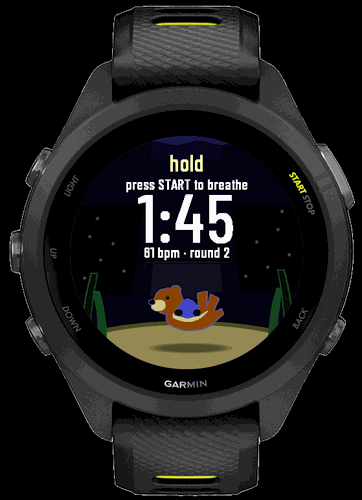 LIGHT
START STOP
UP
DOWN
BACK
hold
press START to breathe
1:45
61 bpm · round 2
GARMIN